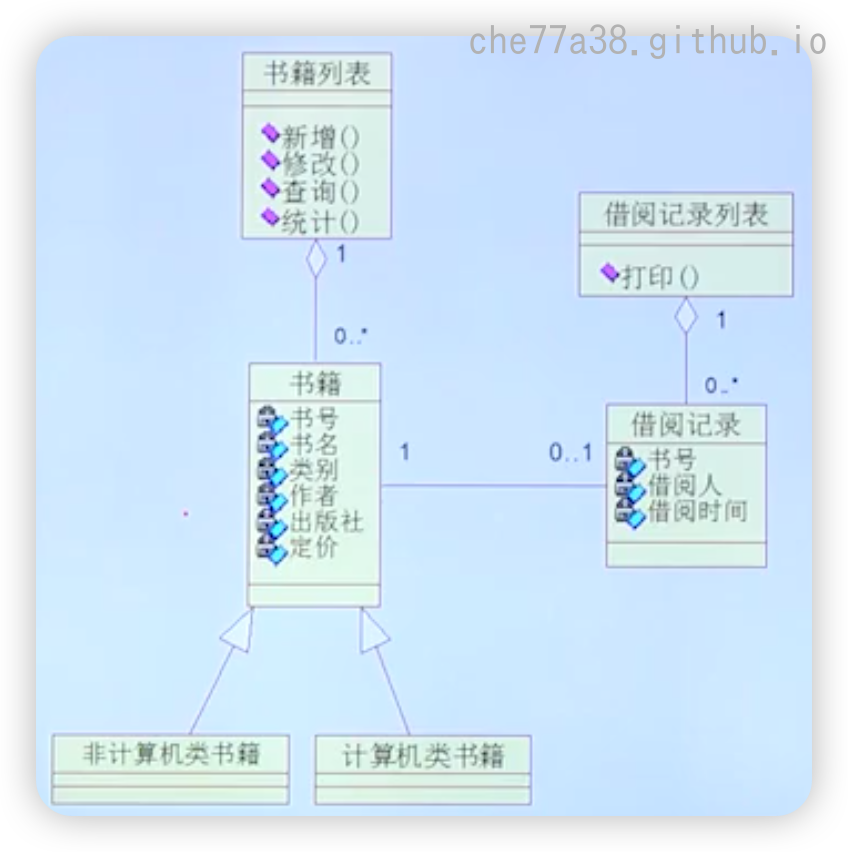 che77a38.github.io
书籍列表
新增()
修改()
查询()
统计()
1
0..*
借阅记录列表
打印()
1
0..*
书籍
书号
书名
类别
作者
出版社
定价
1
0..1
借阅记录
书号
借阅人
借阅时间
非计算机类书籍
计算机类书籍